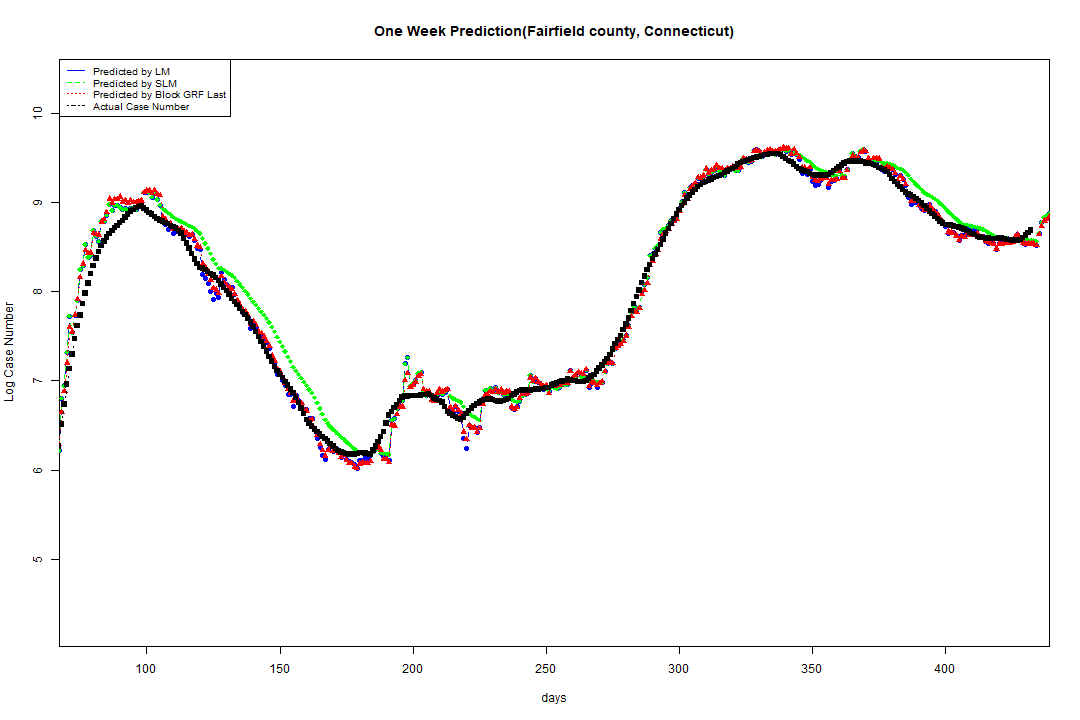 One Week Prediction(Fairfield county, Connecticut)
Predicted by LM
Predicted by SLM
Predicted by Block GRF Last
Actual Case Number
10
9
8
7
6
5
Log Case Number
100 150 200 250 300 350 400
days